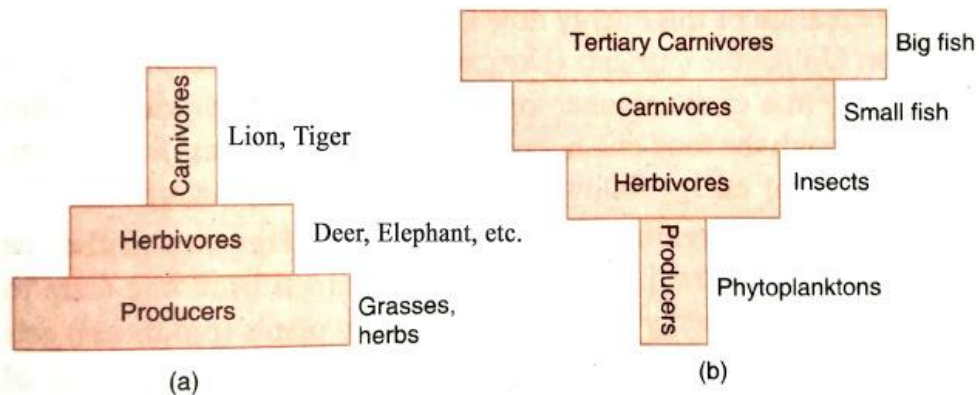 Carnivores
Lion, Tiger
Herbivores
Deer, Elephant, etc.
Producers
Grasses,
herbs
(a)
Tertiary Carnivores
Big fish
Carnivores
Small fish
Herbivores
Insects
Producers
Phytoplanktons
(b)